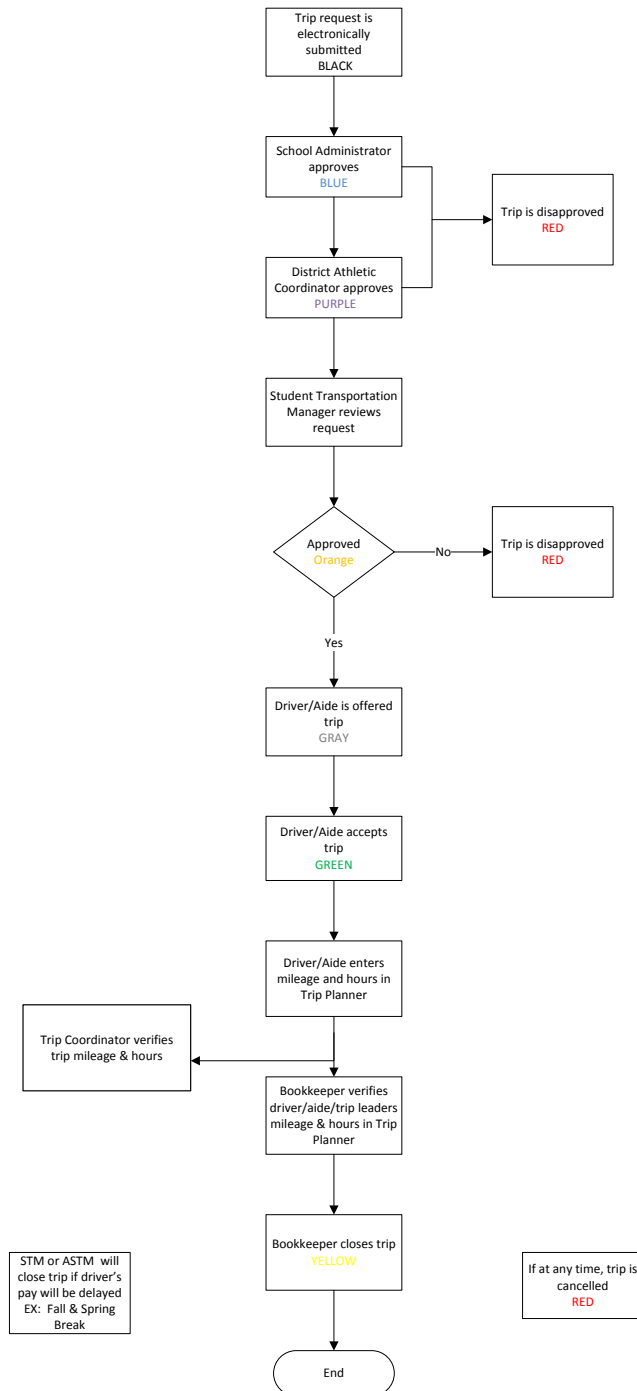 Trip request is
electronically
submitted
BLACK
School Administrator
approves
BLUE
Trip is disapproved
RED
District Athletic
Coordinator approves
PURPLE
Student Transportation
Manager reviews
request
Approved
Orange
No
Trip is disapproved
RED
Yes
Driver/Aide is offered
trip
GRAY
Driver/Aide accepts
trip
GREEN
Driver/Aide enters
mileage and hours in
Trip Planner
Trip Coordinator verifies
trip mileage & hours
Bookkeeper verifies
driver/aide/trip leaders
mileage & hours in Trip
Planner
Bookkeeper closes trip
YELLOW
STM or ASTM will
close trip if driver's
pay will be delayed
EX: Fall & Spring
Break
If at any time, trip is
cancelled
RED
End